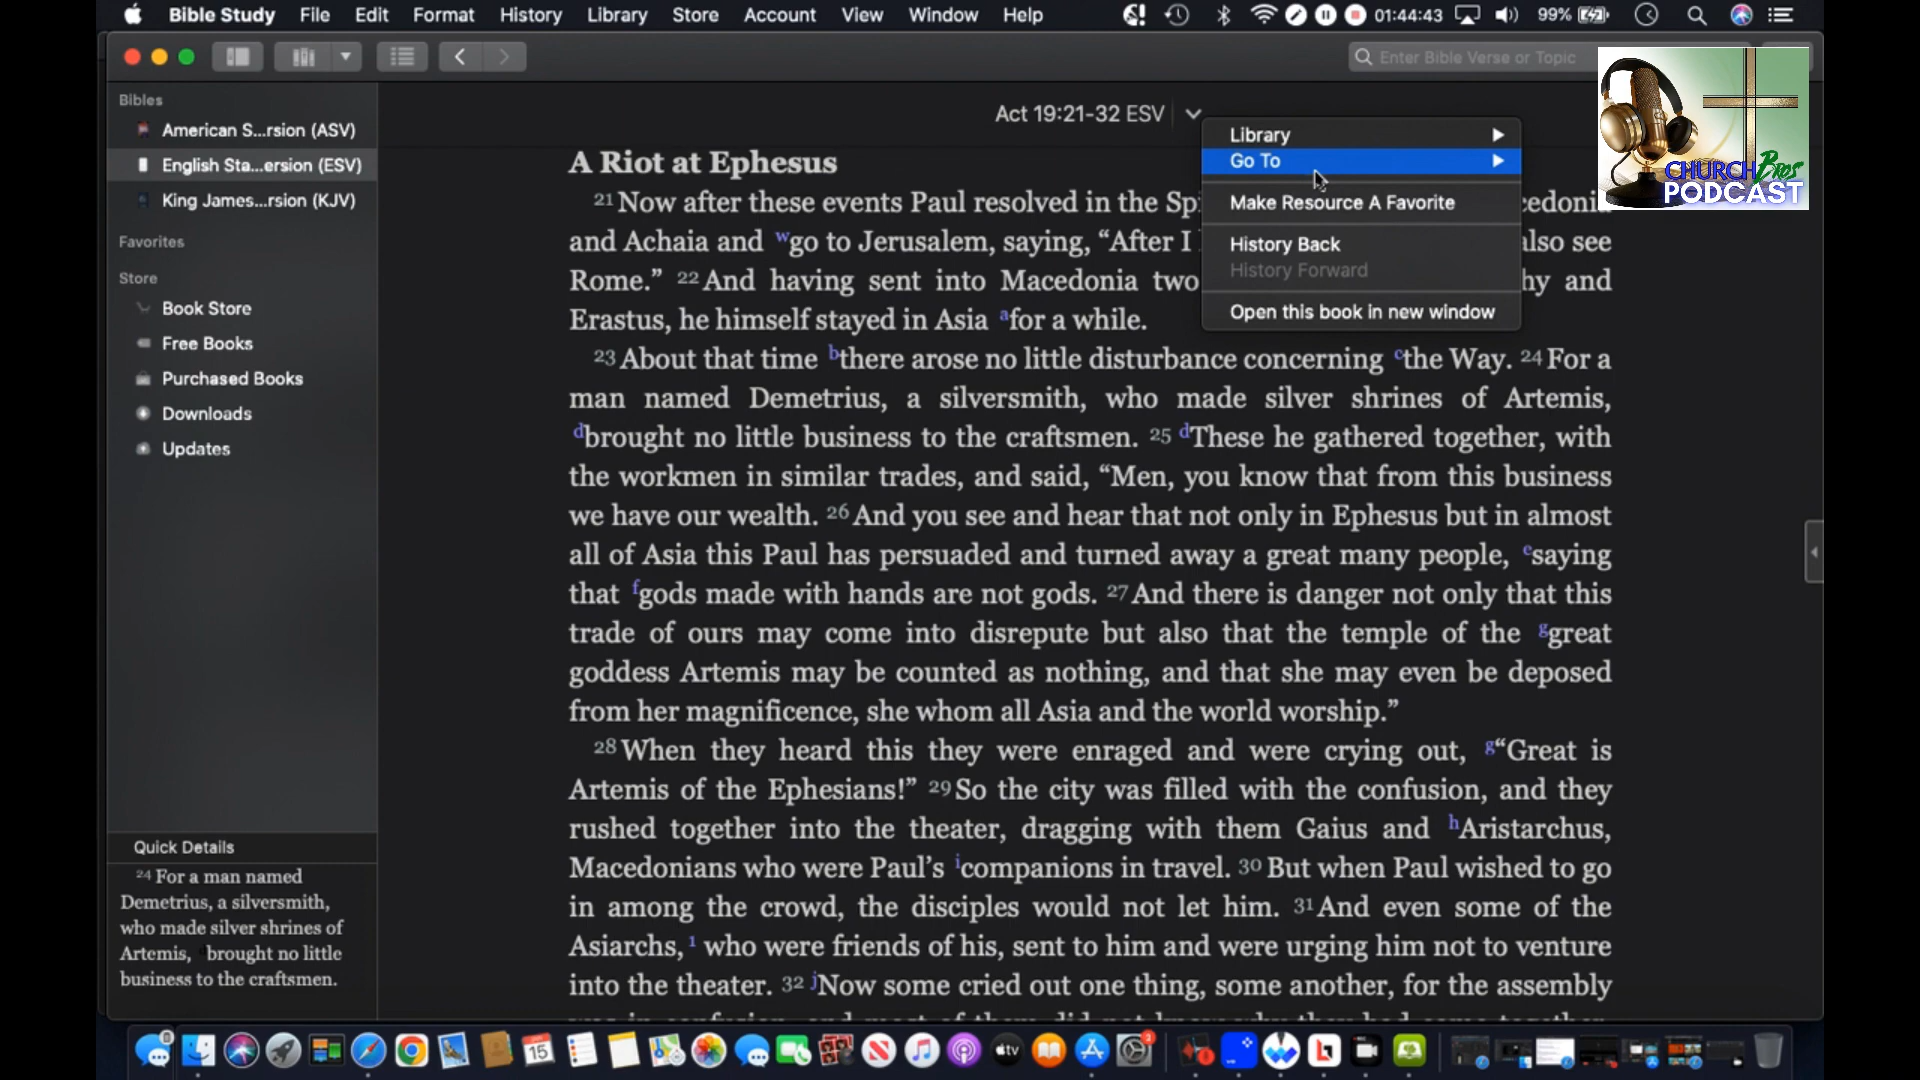 Bible Study File Edit Format History Library Store Account View Window Help 01:44:43 99%
Enter Bible Verse or Topic
CHURCH Bros
PODCAST
Bibles
American S...rsion (ASV)
English Sta...ersion (ESV)
King James...rsion (KJV)
Favorites
Store
Book Store
Free Books
Purchased Books
Downloads
Updates
Quick Details
24 For a man named
Demetrius, a silversmith,
who made silver shrines of
Artemis, brought no little
business to the craftsmen.
Act 19:21-32 ESV
Library
Go To
Make Resource A Favorite
History Back
History Forward
Open this book in new window
A Riot at Ephesus
21 Now after these events Paul resolved in the Sp cedonia
and Achaia and w go to Jerusalem, saying, “After I also see
Rome.” 22 And having sent into Macedonia two hy and
Erastus, he himself stayed in Asia a for a while.
23 About that time b there arose no little disturbance concerning c the Way. 24 For a
man named Demetrius, a silversmith, who made silver shrines of Artemis,
d brought no little business to the craftsmen. 25 d These he gathered together, with
the workmen in similar trades, and said, “Men, you know that from this business
we have our wealth. 26 And you see and hear that not only in Ephesus but in almost
all of Asia this Paul has persuaded and turned away a great many people, e saying
that f gods made with hands are not gods. 27 And there is danger not only that this
trade of ours may come into disrepute but also that the temple of the g great
goddess Artemis may be counted as nothing, and that she may even be deposed
from her magnificence, she whom all Asia and the world worship.”
28 When they heard this they were enraged and were crying out, g “Great is
Artemis of the Ephesians!” 29 So the city was filled with the confusion, and they
rushed together into the theater, dragging with them Gaius and h Aristarchus,
Macedonians who were Paul’s i companions in travel. 30 But when Paul wished to go
in among the crowd, the disciples would not let him. 31 And even some of the
Asiarchs, 1 who were friends of his, sent to him and were urging him not to venture
into the theater. 32 j Now some cried out one thing, some another, for the assembly
15
tv